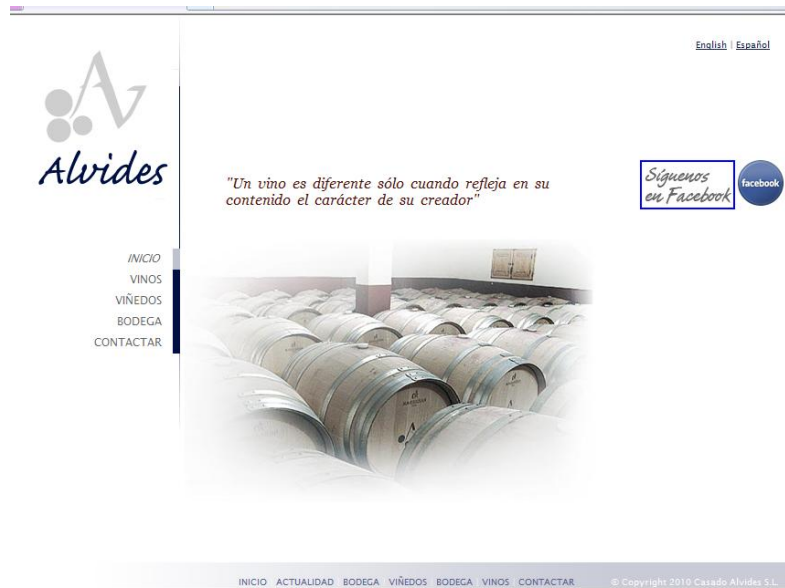 English | Español
Alvides
"Un vino es diferente sólo cuando refleja en su
contenido el carácter de su creador"
Síguenos
en Facebook
facebook
INICIO
VINOS
VIÑEDOS
BODEGA
CONTACTAR
INICIO ACTUALIDAD BODEGA VIÑEDOS BODEGA VINOS CONTACTAR
© Copyright 2010 Casado Alvides S.L.